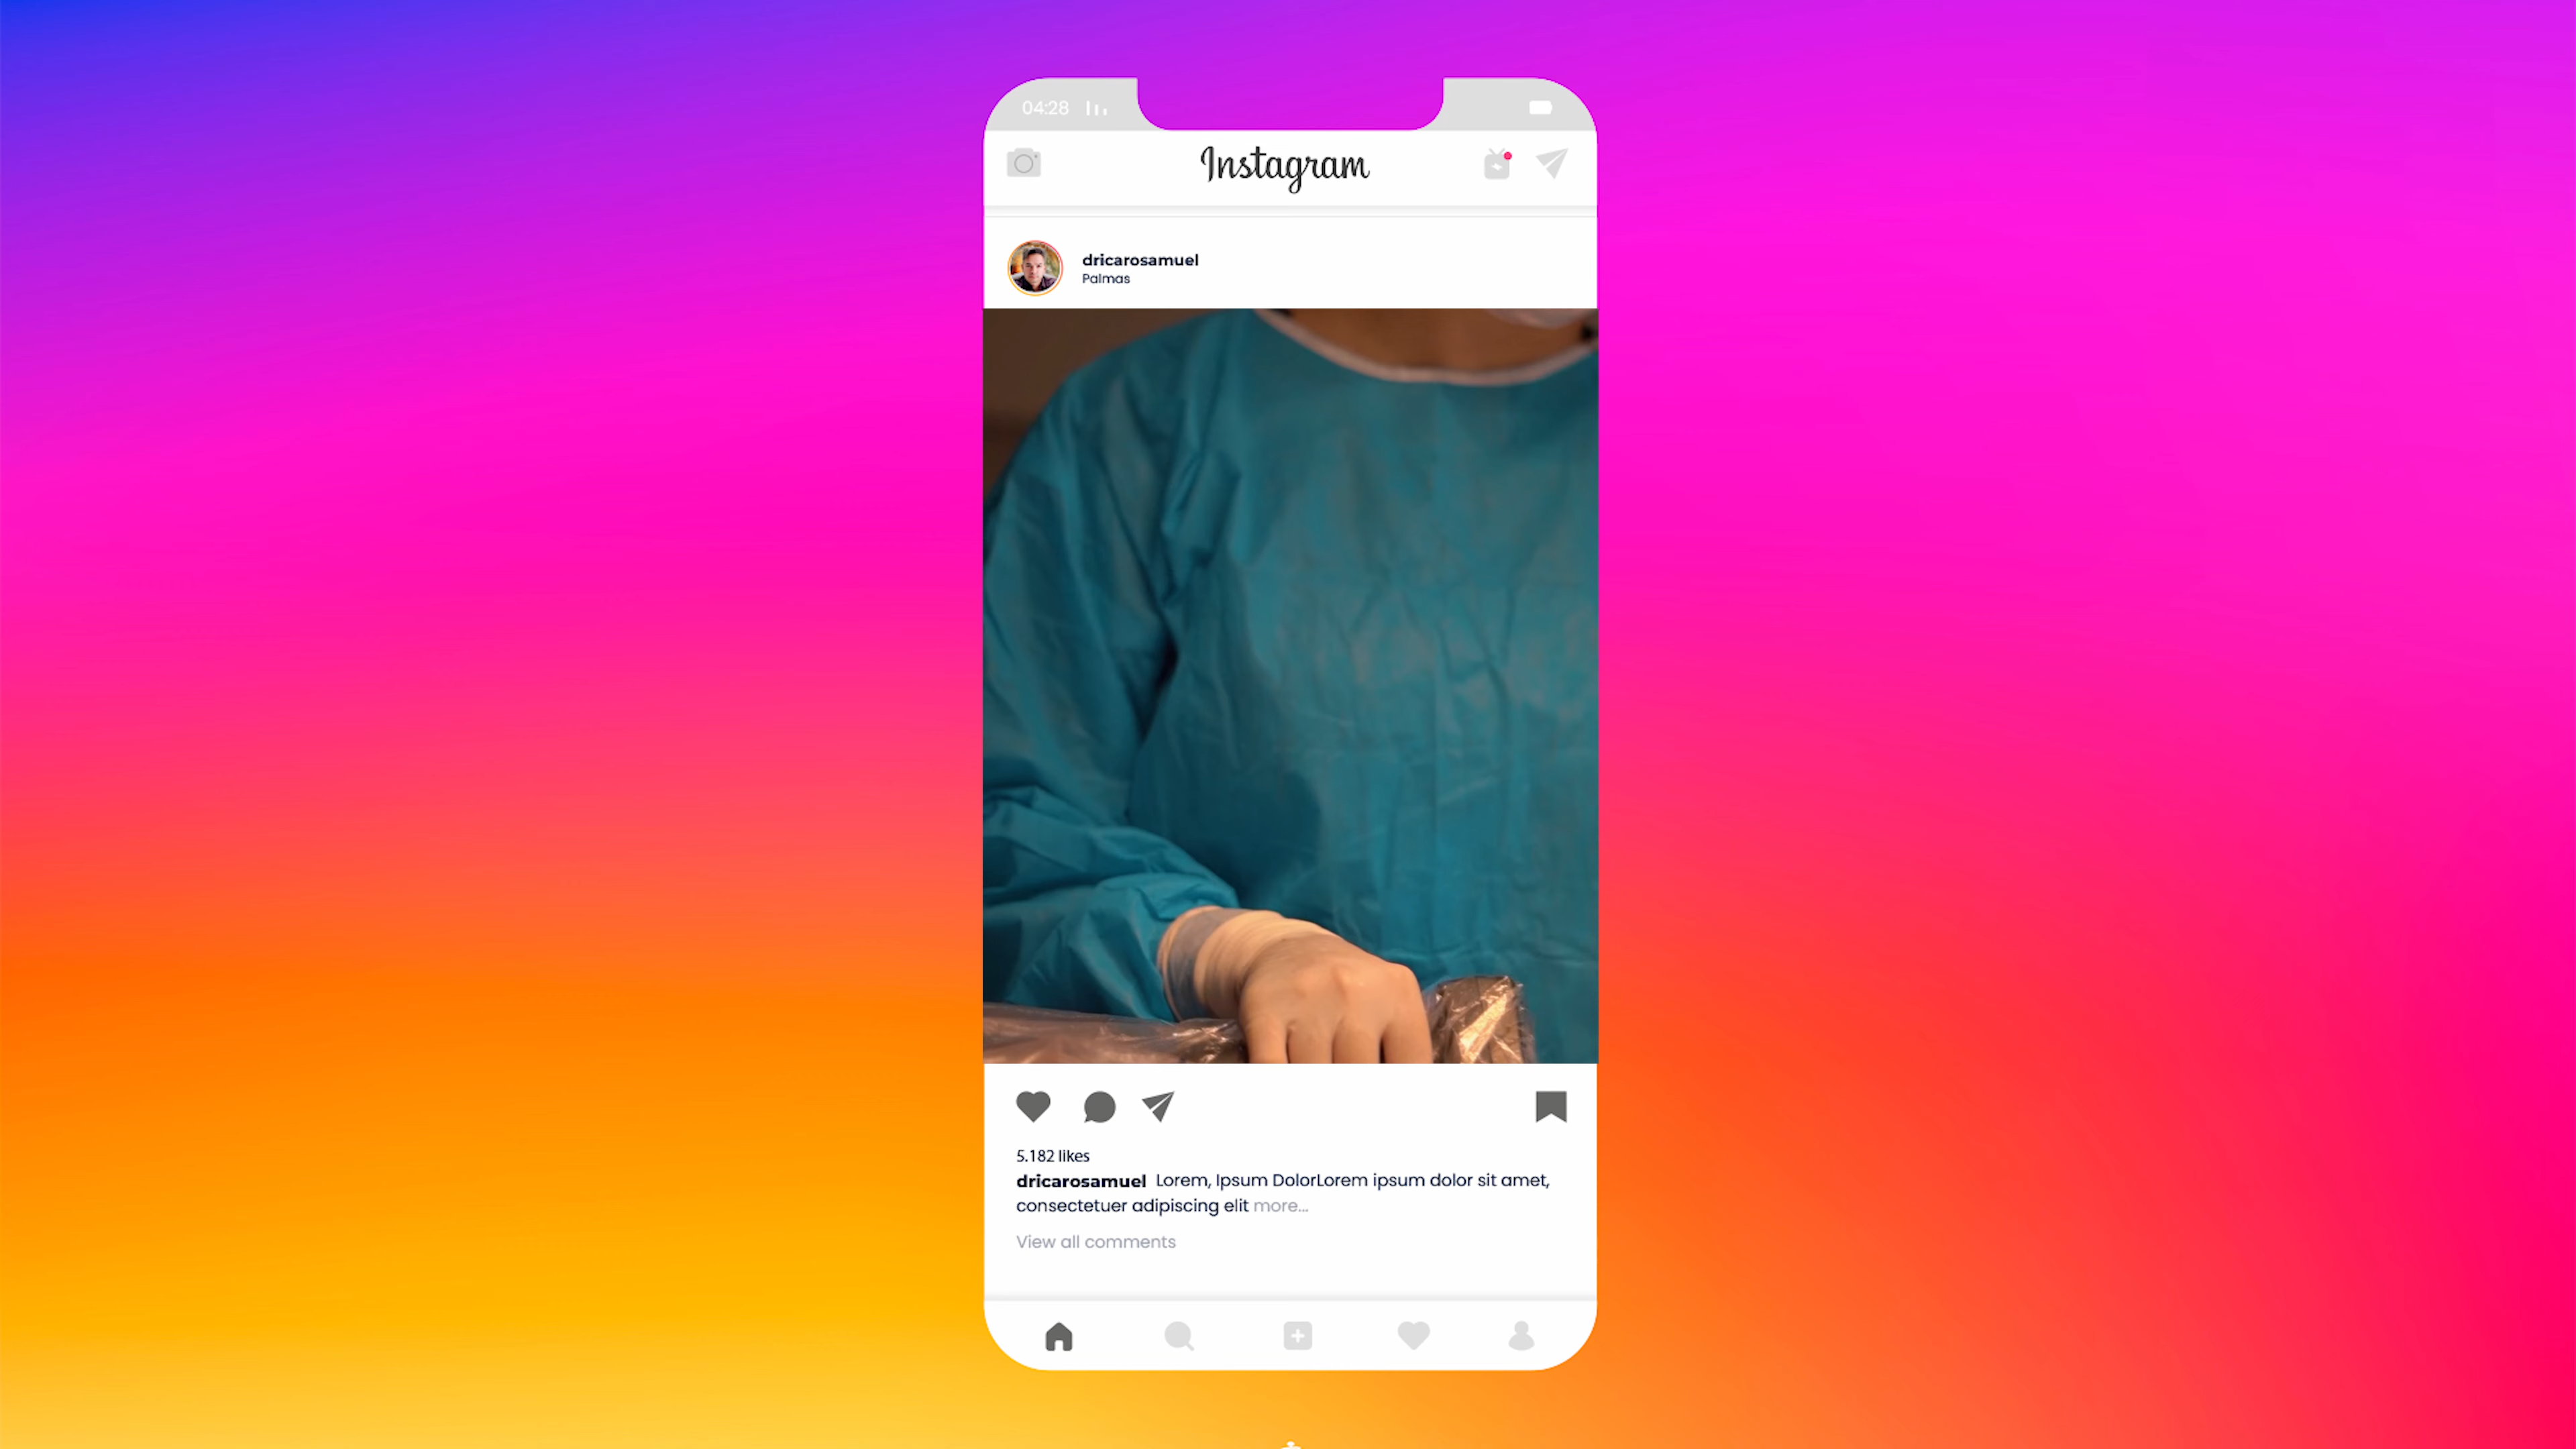 04:28
Instagram
dricarosamuel
Palmas
5.182 likes
dricarosamuel Lorem, Ipsum DolorLorem ipsum dolor sit amet,
consectetuer adipiscing elit more...
View all comments